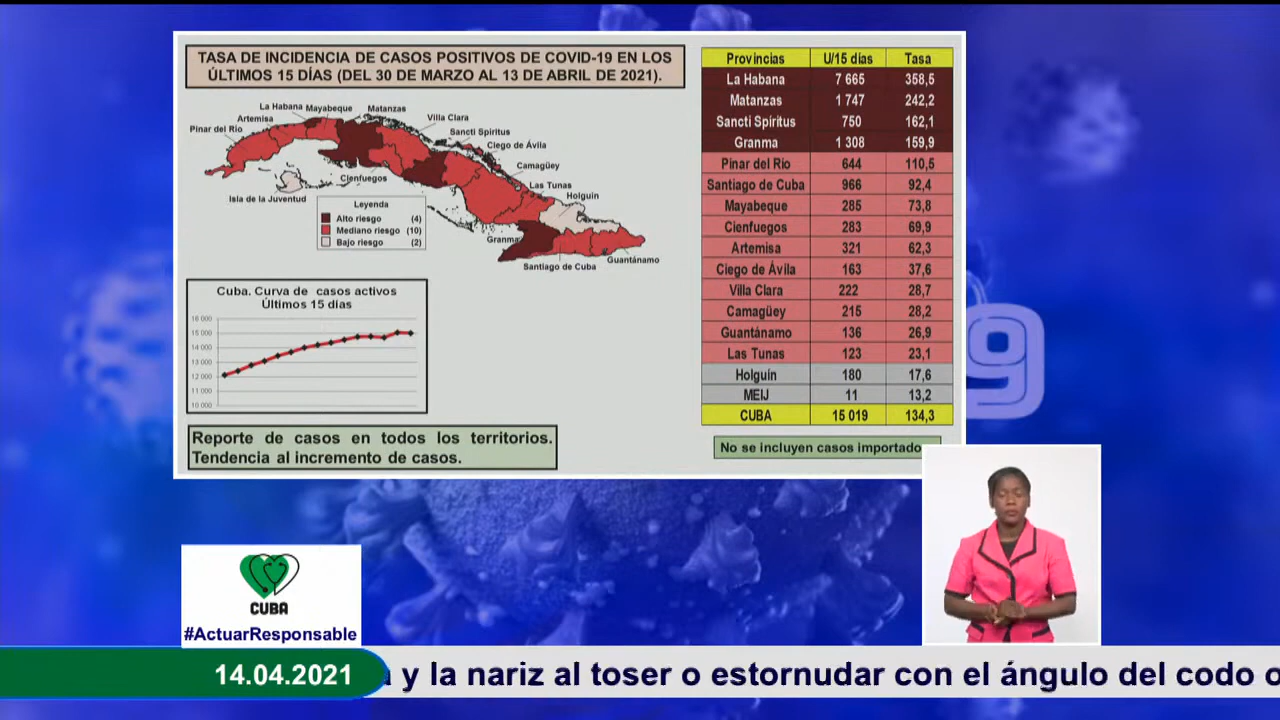 TASA DE INCIDENCIA DE CASOS POSITIVOS DE COVID-19 EN LOS
ÚLTIMOS 15 DÍAS (DEL 30 DE MARZO AL 13 DE ABRIL DE 2021).
La Habana
Mayabeque
Matanzas
Artemisa
Villa Clara
Pinar del Rio
Sancti Spiritus
Ciego de Ávila
Camagüey
Cienfuegos
Las Tunas
Isla de la Juventud
Holguin
Leyenda
Alto riesgo (4)
Mediano riesgo (10)
Bajo riesgo (2)
Granma
Santiago de Cuba
Guantánamo
Cuba. Curva de casos activos
Últimos 15 dias
16 000
15 000
14 000
13 000
12 000
11 000
10 000
Reporte de casos en todos los territorios.
Tendencia al incremento de casos.
Provincias U/15 días Tasa
La Habana 7 665 358,5
Matanzas 1 747 242,2
Sancti Spíritus 750 162,1
Granma 1 308 159,9
Pinar del Río 644 110,5
Santiago de Cuba 966 92,4
Mayabeque 285 73,8
Cienfuegos 283 69,9
Artemisa 321 62,3
Ciego de Ávila 163 37,6
Villa Clara 222 28,7
Camagüey 215 28,2
Guantánamo 136 26,9
Las Tunas 123 23,1
Holguín 180 17,6
MEIJ 11 13,2
CUBA 15 019 134,3
No se incluyen casos importado
9
CUBA
#ActuarResponsable
14.04.2021
a y la nariz al toser o estornudar con el ángulo del codo o